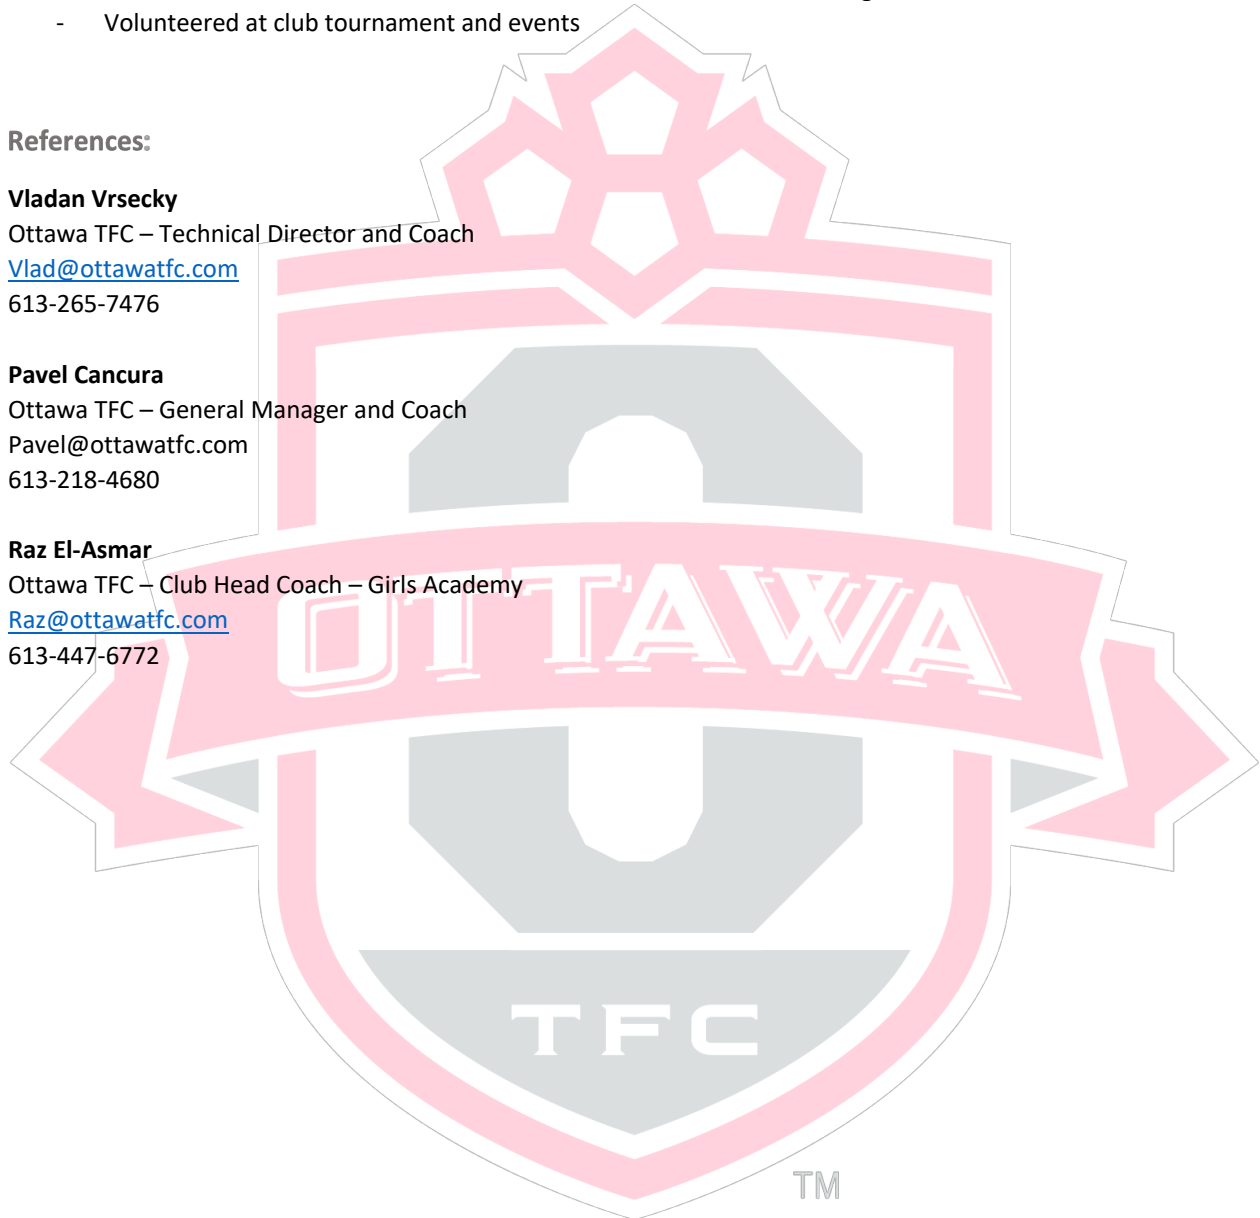 - Volunteered at club tournament and events
References:
Vladan Vrsecky
Ottawa TFC – Technical Director and Coach
Vlad@ottawatfc.com
613-265-7476
Pavel Cancura
Ottawa TFC – General Manager and Coach
Pavel@ottawatfc.com
613-218-4680
Raz El-Asmar
Ottawa TFC – Club Head Coach – Girls Academy
Raz@ottawatfc.com
613-447-6772
OTTAWA
TFC
TM